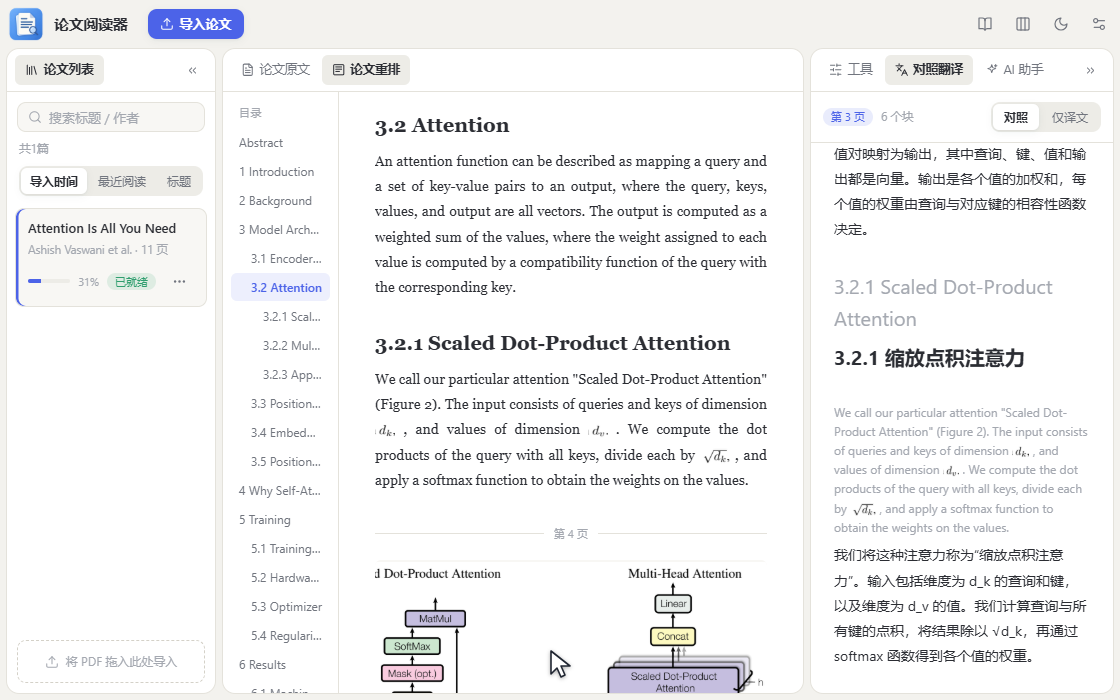 论文阅读器
导入论文
论文列表
搜索标题 / 作者
共1篇
导入时间 最近阅读 标题
Attention Is All You Need
Ashish Vaswani et al. · 11 页
31% 已就绪
将 PDF 拖入此处导入
论文原文 论文重排
目录
Abstract
1 Introduction
2 Background
3 Model Arch...
3.1 Encoder...
3.2 Attention
3.2.1 Scal...
3.2.2 Mul...
3.2.3 App...
3.3 Position...
3.4 Embed...
3.5 Position...
4 Why Self-At...
5 Training
5.1 Training...
5.2 Hardwa...
5.3 Optimizer
5.4 Regulari...
6 Results
6.1 Machin...
3.2 Attention
An attention function can be described as mapping a query and
a set of key-value pairs to an output, where the query, keys,
values, and output are all vectors. The output is computed as a
weighted sum of the values, where the weight assigned to each
value is computed by a compatibility function of the query with
the corresponding key.
3.2.1 Scaled Dot-Product Attention
We call our particular attention "Scaled Dot-Product Attention"
(Figure 2). The input consists of queries and keys of dimension
dk, , and values of dimension dv. . We compute the dot
products of the query with all keys, divide each by √dk, , and
apply a softmax function to obtain the weights on the values.
第 4 页
d Dot-Product Attention
MatMul
SoftMax
Mask (opt.)
Multi-Head Attention
Linear
Concat
Scaled Dot-Product
Attention
h
工具 对照翻译 AI 助手
第 3 页 6 个块 对照 仅译文
值对映射为输出，其中查询、键、值和输
出都是向量。输出是各个值的加权和，每
个值的权重由查询与对应键的相容性函数
决定。
3.2.1 Scaled Dot-Product
Attention
3.2.1 缩放点积注意力
We call our particular attention "Scaled Dot-
Product Attention" (Figure 2). The input consists
of queries and keys of dimension dk, , and
values of dimension dv. . We compute the dot
products of the query with all keys, divide each
by √dk, , and apply a softmax function to
obtain the weights on the values.
我们将这种注意力称为“缩放点积注意
力”。输入包括维度为 d_k 的查询和键，
以及维度为 d_v 的值。我们计算查询与所
有键的点积，将结果除以 √d_k，再通过
softmax 函数得到各个值的权重。